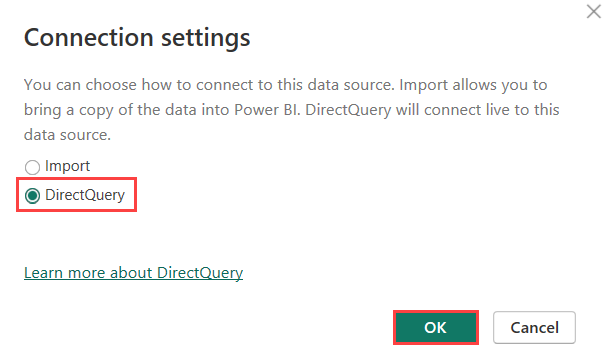 Connection settings
You can choose how to connect to this data source. Import allows you to
bring a copy of the data into Power BI. DirectQuery will connect live to this
data source.
Import
DirectQuery
Learn more about DirectQuery
OK
Cancel